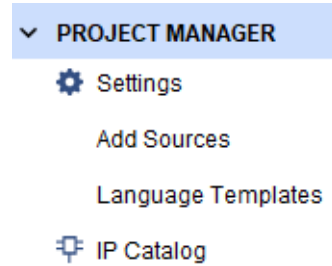 PROJECT MANAGER
Settings
Add Sources
Language Templates
IP Catalog